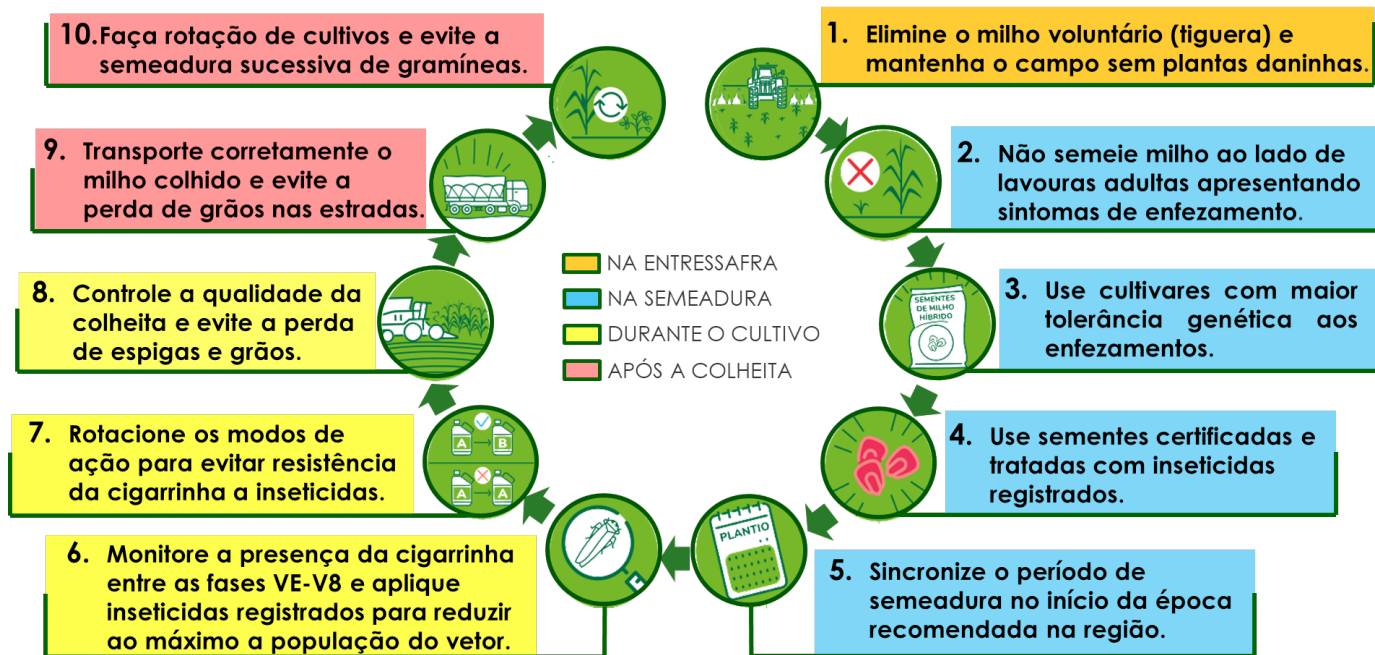 1. Elimine o milho voluntário (tiguera) e
mantenha o campo sem plantas daninhas.
2. Não semeie milho ao lado de
lavouras adultas apresentando
sintomas de enfezamento.
SEMENTES
DE MILHO
HÍBRIDO
3. Use cultivares com maior
tolerância genética aos
enfezamentos.
4. Use sementes certificadas e
tratadas com inseticidas
registrados.
PLANTIO
5. Sincronize o período de
semeadura no início da época
recomendada na região.
6. Monitore a presença da cigarrinha
entre as fases VE-V8 e aplique
inseticidas registrados para reduzir
ao máximo a população do vetor.
7. Rotacione os modos de
ação para evitar resistência
da cigarrinha a inseticidas.
A B
A A
8. Controle a qualidade da
colheita e evite a perda
de espigas e grãos.
9. Transporte corretamente o
milho colhido e evite a
perda de grãos nas estradas.
10. Faça rotação de cultivos e evite a
semeadura sucessiva de gramíneas.
NA ENTRESSAFRA
NA SEMEADURA
DURANTE O CULTIVO
APÓS A COLHEITA